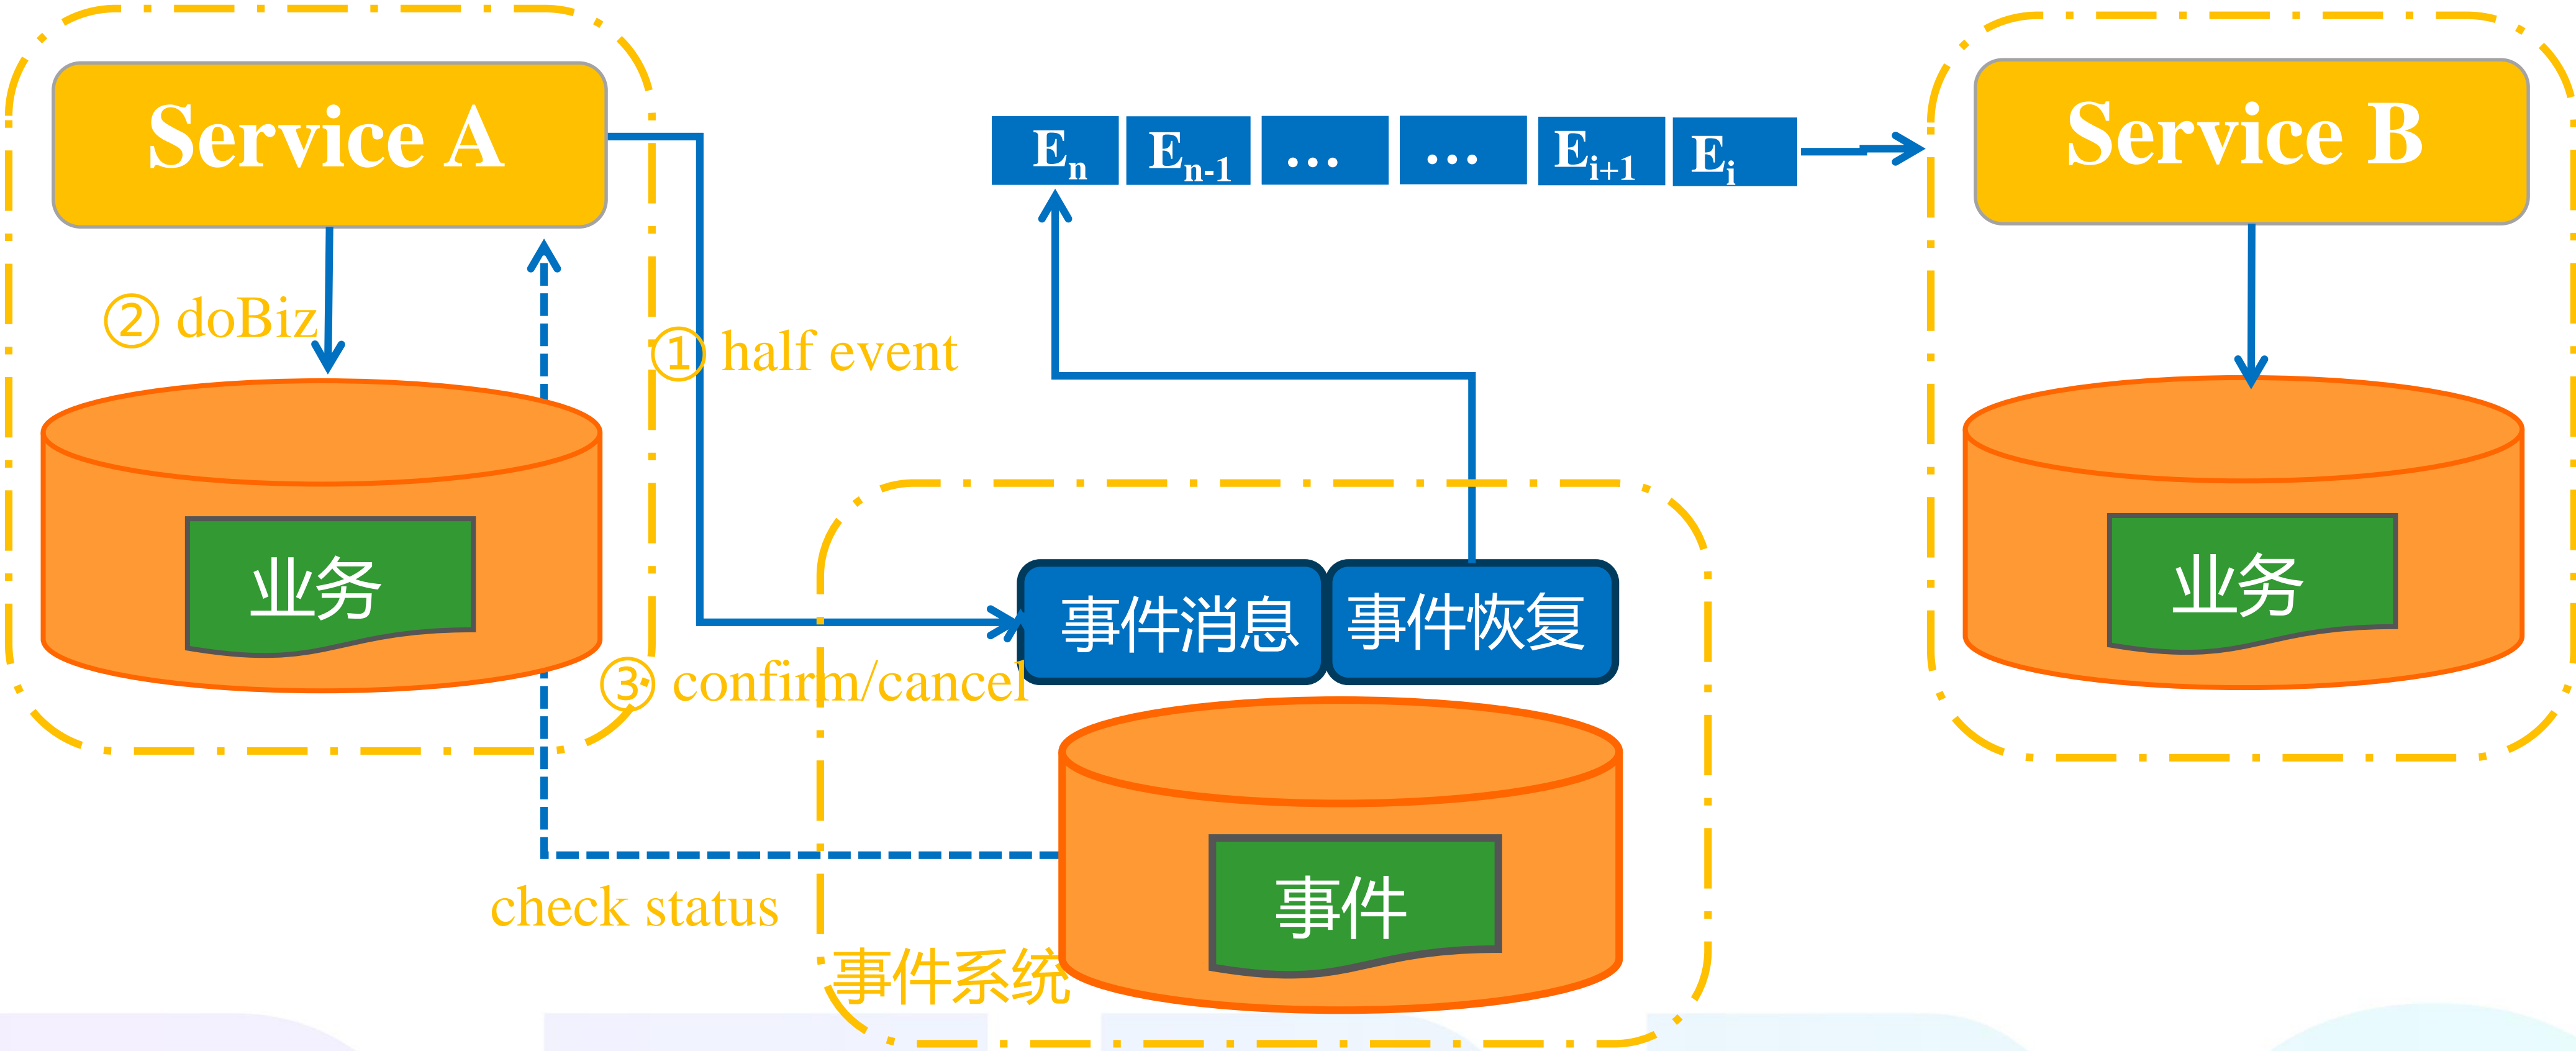 Service A
Eₙ
Eₙ₋₁
...
...
Eᵢ₊₁
Eᵢ
Service B
② doBiz
① half event
业务
事件消息
事件恢复
业务
③ confirm/cancel
事件
check status
事件系统